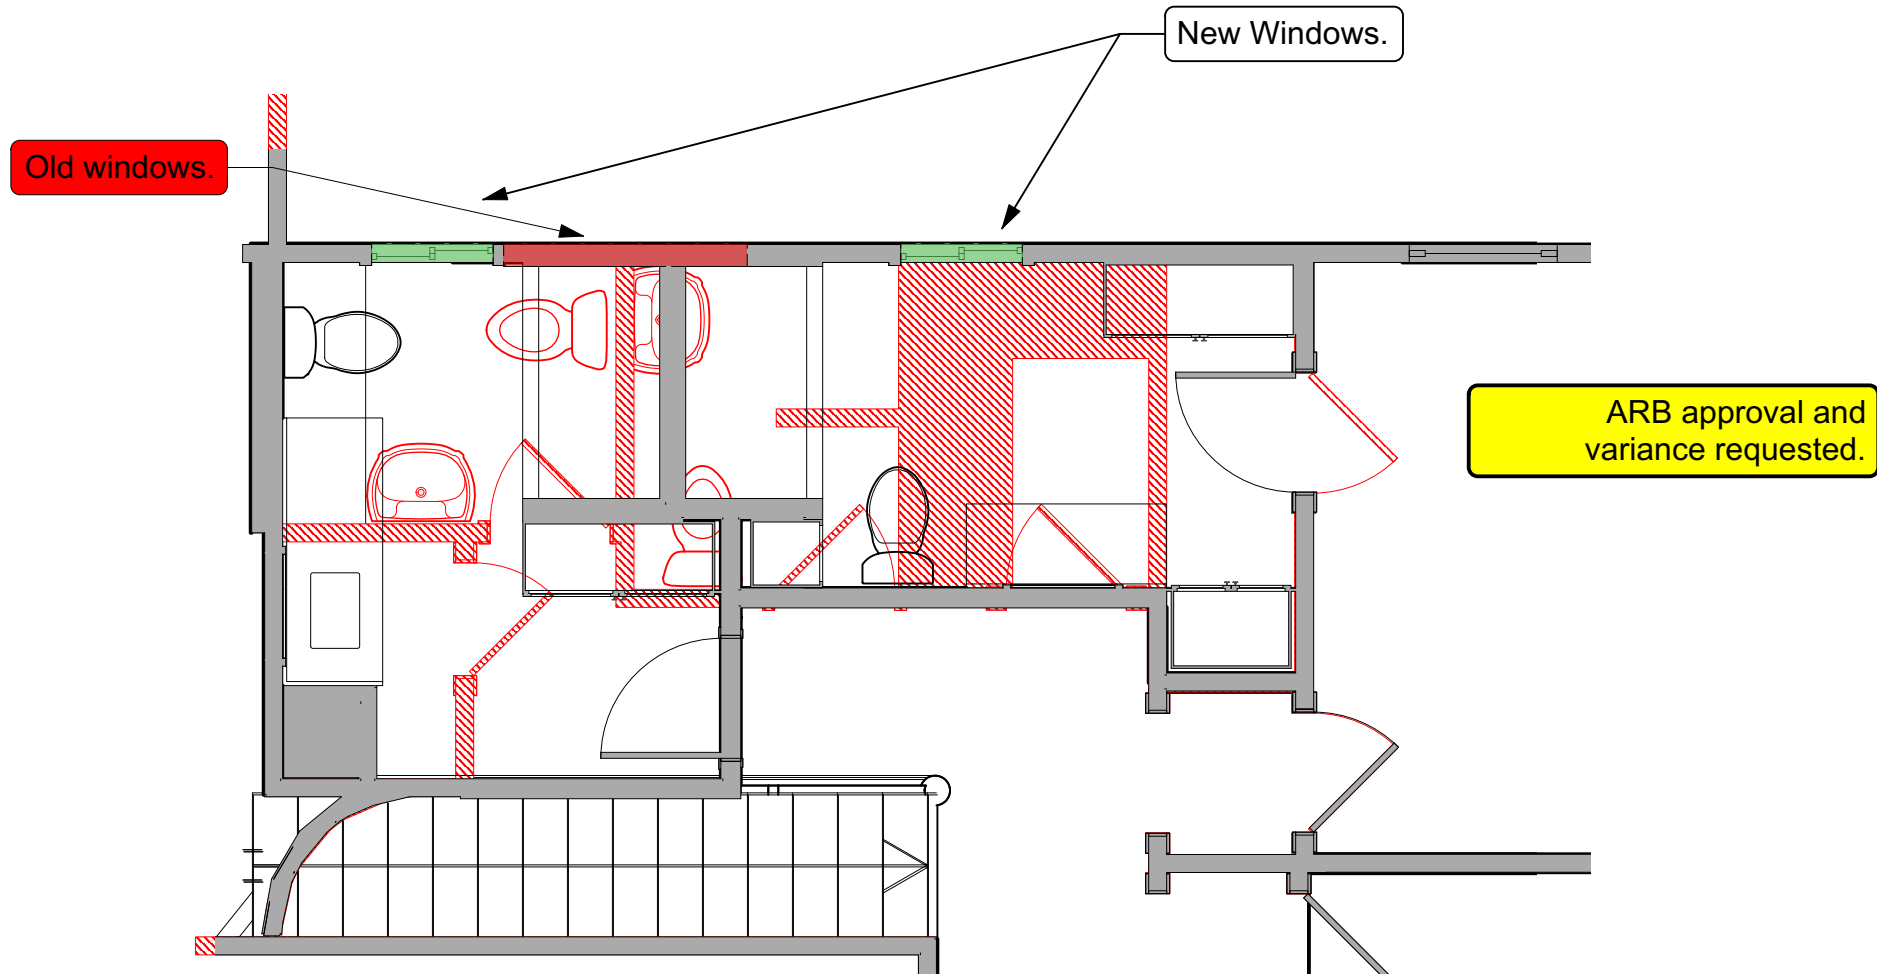 New Windows.
Old windows.
ARB approval and
variance requested.